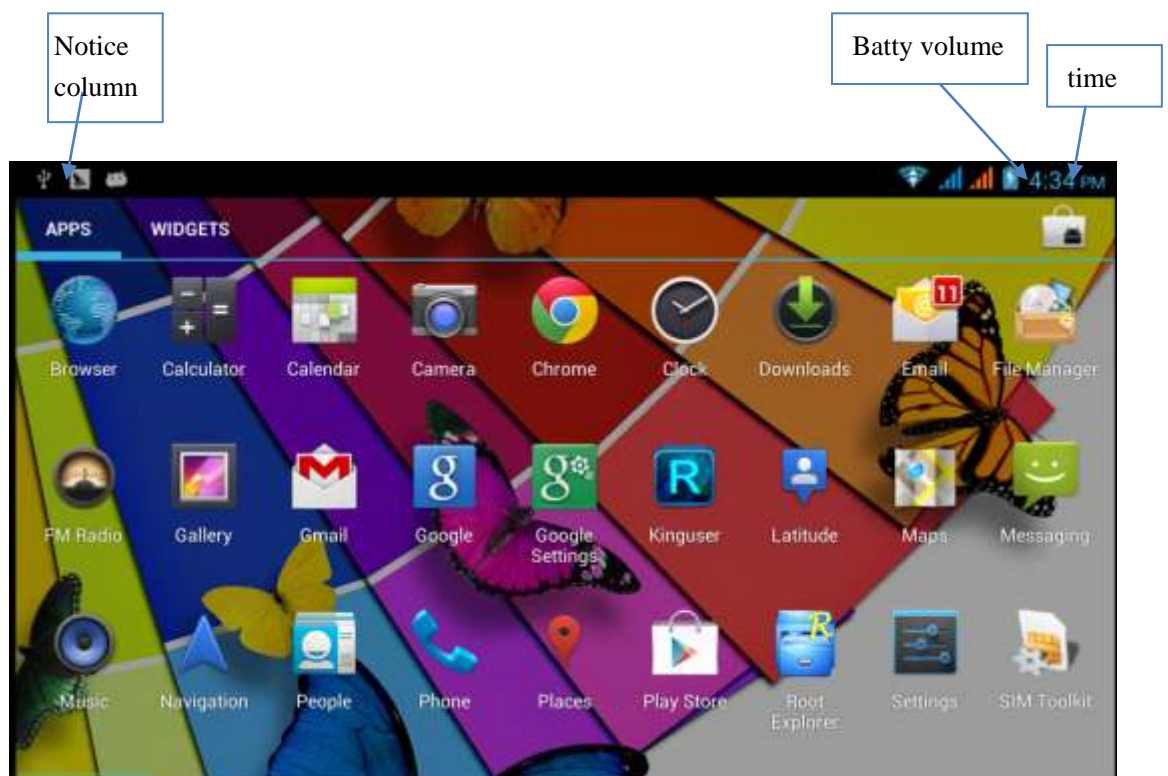 Notice
column
Batty volume
time
4:34 PM
APPS WIDGETS
11
Browser Calculator Calendar Camera Chrome Clock Downloads Email File Manager
g g R
FM Radio Gallery Gmail Google Google Settings Kinguser Latitude Maps Messaging
R
Music Navigation People Phone Places Play Store Root Explorer Settings SIM Toolkit